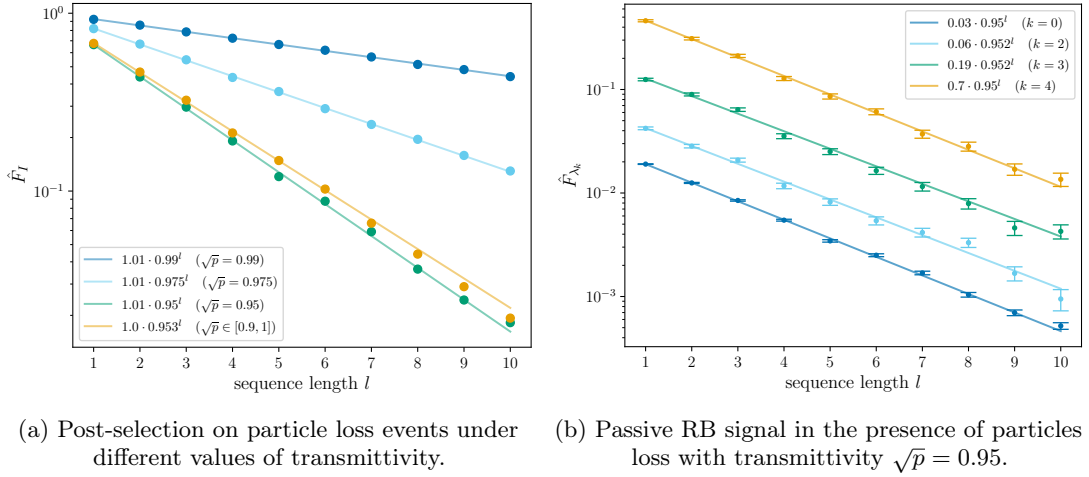 10⁰
10⁻¹
F̂_I
1.01 · 0.99^l (√p = 0.99)
1.01 · 0.975^l (√p = 0.975)
1.01 · 0.95^l (√p = 0.95)
1.0 · 0.953^l (√p ∈ [0.9, 1])
1 2 3 4 5 6 7 8 9 10
sequence length l
(a) Post-selection on particle loss events under
different values of transmittivity.
10⁻¹
10⁻²
10⁻³
F̂_λₖ
0.03 · 0.95^l (k = 0)
0.06 · 0.952^l (k = 2)
0.19 · 0.952^l (k = 3)
0.7 · 0.95^l (k = 4)
1 2 3 4 5 6 7 8 9 10
sequence length l
(b) Passive RB signal in the presence of particles
loss with transmittivity √p = 0.95.